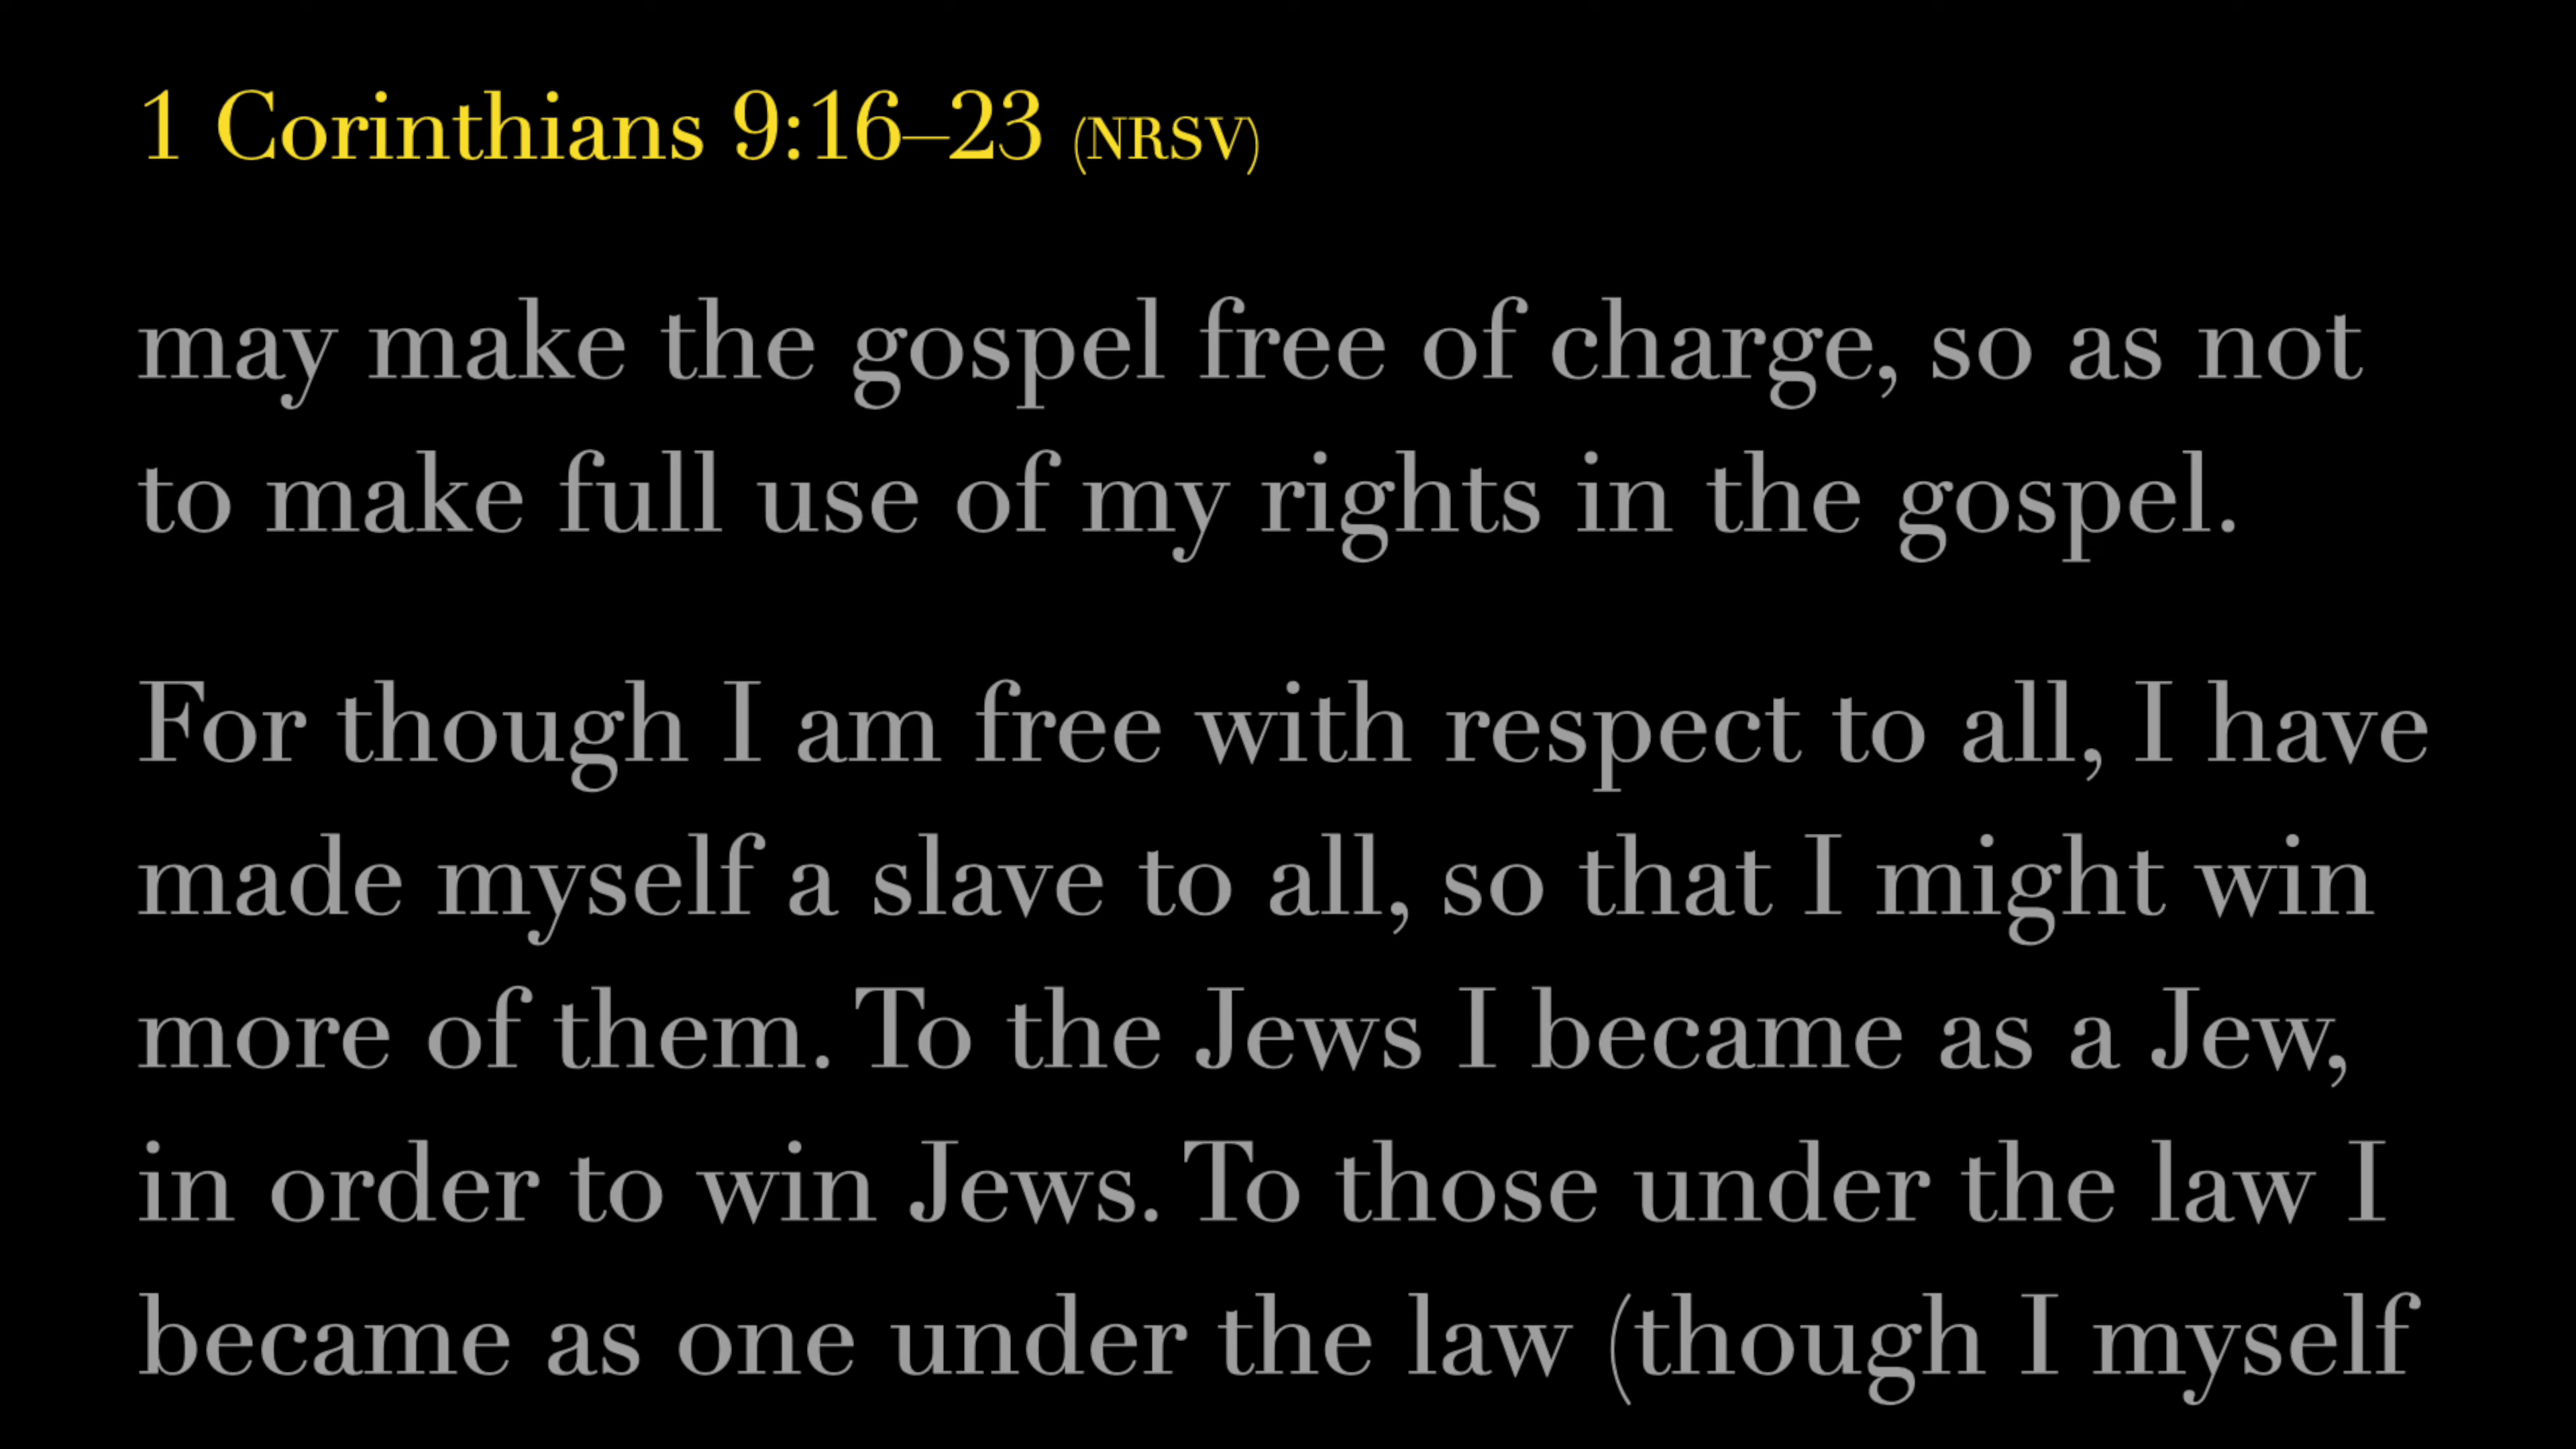 1 Corinthians 9:16–23 (NRSV)
may make the gospel free of charge, so as not
to make full use of my rights in the gospel.
For though I am free with respect to all, I have
made myself a slave to all, so that I might win
more of them. To the Jews I became as a Jew,
in order to win Jews. To those under the law I
became as one under the law (though I myself